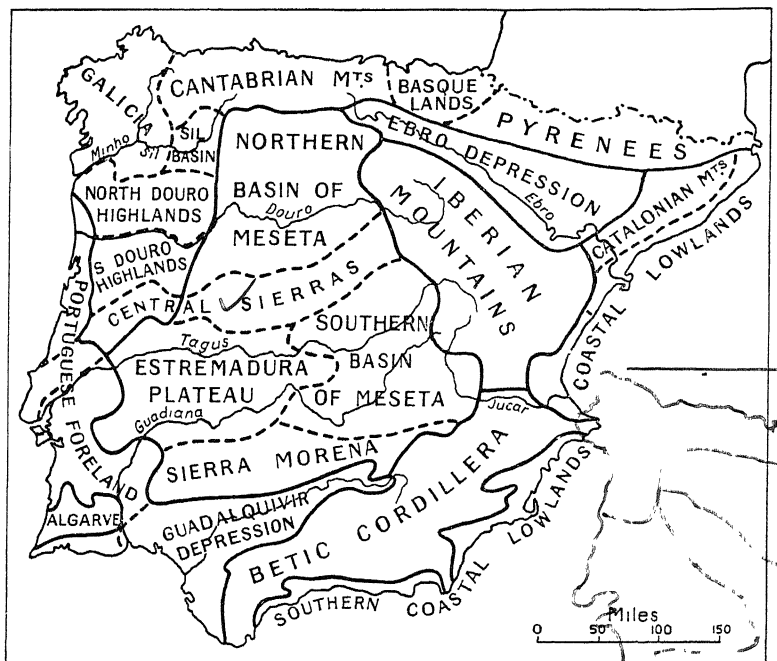 GALICIA
CANTABRIAN MTS.
BASQUE
LANDS
PYRENEES
Minho
Sil
SIL
BASIN
NORTHERN
BASIN OF
MESETA
EBRO DEPRESSION
Ebro
NORTH DOURO
HIGHLANDS
Douro
IBERIAN
MOUNTAINS
CATALONIAN MTS
COASTAL LOWLANDS
S DOURO
HIGHLANDS
CENTRAL SIERRAS
PORTUGUESE FORELAND
Tagus
SOUTHERN
BASIN
OF MESETA
ESTREMADURA
PLATEAU
Guadiana
Jucar
SIERRA MORENA
ALGARVE
GUADALQUIVIR
DEPRESSION
BETIC CORDILLERA
SOUTHERN COASTAL LOWLANDS
Miles
0 50 100 150